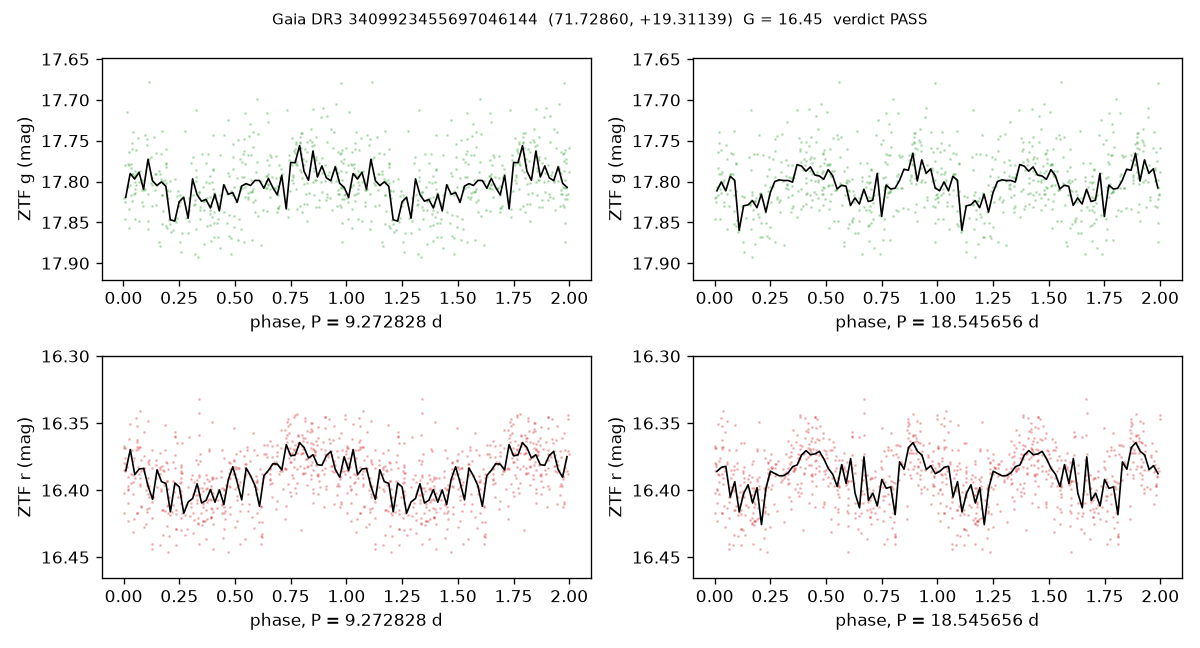 Gaia DR3 3409923455697046144 (71.72860, +19.31139) G = 16.45 verdict PASS
17.65
17.70
17.75
17.80
17.85
17.90
ZTF g (mag)
0.00 0.25 0.50 0.75 1.00 1.25 1.50 1.75 2.00
phase, P = 9.272828 d
17.65
17.70
17.75
17.80
17.85
17.90
ZTF g (mag)
0.00 0.25 0.50 0.75 1.00 1.25 1.50 1.75 2.00
phase, P = 18.545656 d
16.30
16.35
16.40
16.45
ZTF r (mag)
0.00 0.25 0.50 0.75 1.00 1.25 1.50 1.75 2.00
phase, P = 9.272828 d
16.30
16.35
16.40
16.45
ZTF r (mag)
0.00 0.25 0.50 0.75 1.00 1.25 1.50 1.75 2.00
phase, P = 18.545656 d